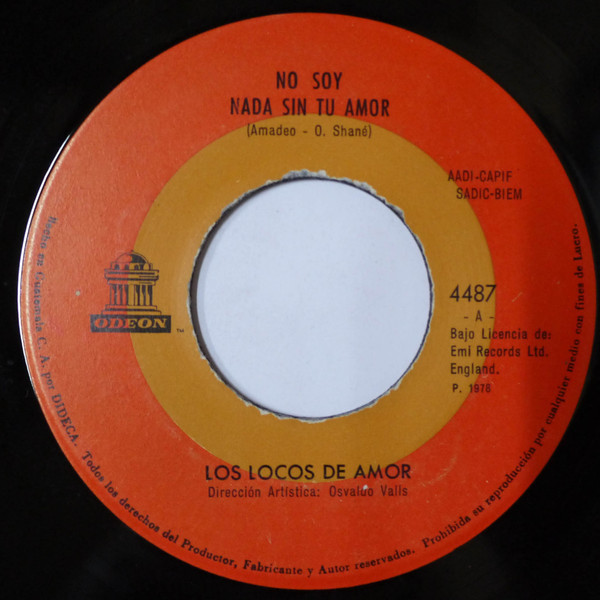 NO SOY
NADA SIN TU AMOR
(Amadeo - O. Shané)
AADI-CAPIF
SADIC-BIEM
ODEON
TM
4487
- A -
Bajo Licencia de:
Emi Records Ltd.
England.
P. 1976
LOS LOCOS DE AMOR
Dirección Artística: Osvaldo Valls
Hecho en Guatemala C. A. por DIDECA. Todos los derechos del Productor, Fabricante y Autor reservados. Prohibida su reproducción por cualquier medio con fines de Lucro.